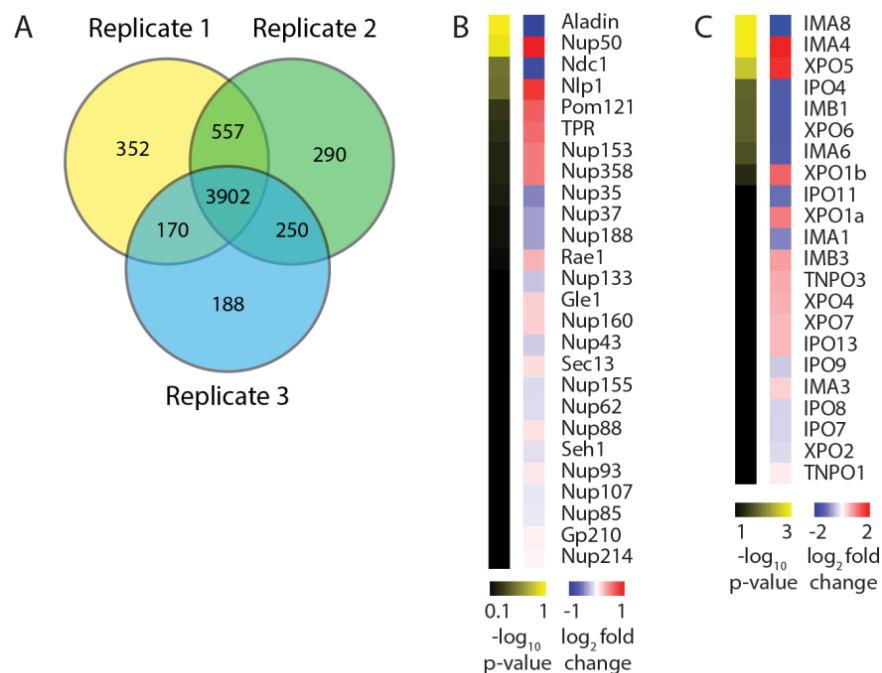 A
Replicate 1
Replicate 2
352
557
290
3902
170
250
188
Replicate 3
B
Aladin
Nup50
Ndc1
Nlp1
Pom121
TPR
Nup153
Nup358
Nup35
Nup37
Nup188
Rae1
Nup133
Gle1
Nup160
Nup43
Sec13
Nup155
Nup62
Nup88
Seh1
Nup93
Nup107
Nup85
Gp210
Nup214
0.1 1
-log10
p-value
-1 1
log2 fold
change
C
IMA8
IMA4
XPO5
IPO4
IMB1
XPO6
IMA6
XPO1b
IPO11
XPO1a
IMA1
IMB3
TNPO3
XPO4
XPO7
IPO13
IPO9
IMA3
IPO8
IPO7
XPO2
TNPO1
1 3
-log10
p-value
-2 2
log2 fold
change